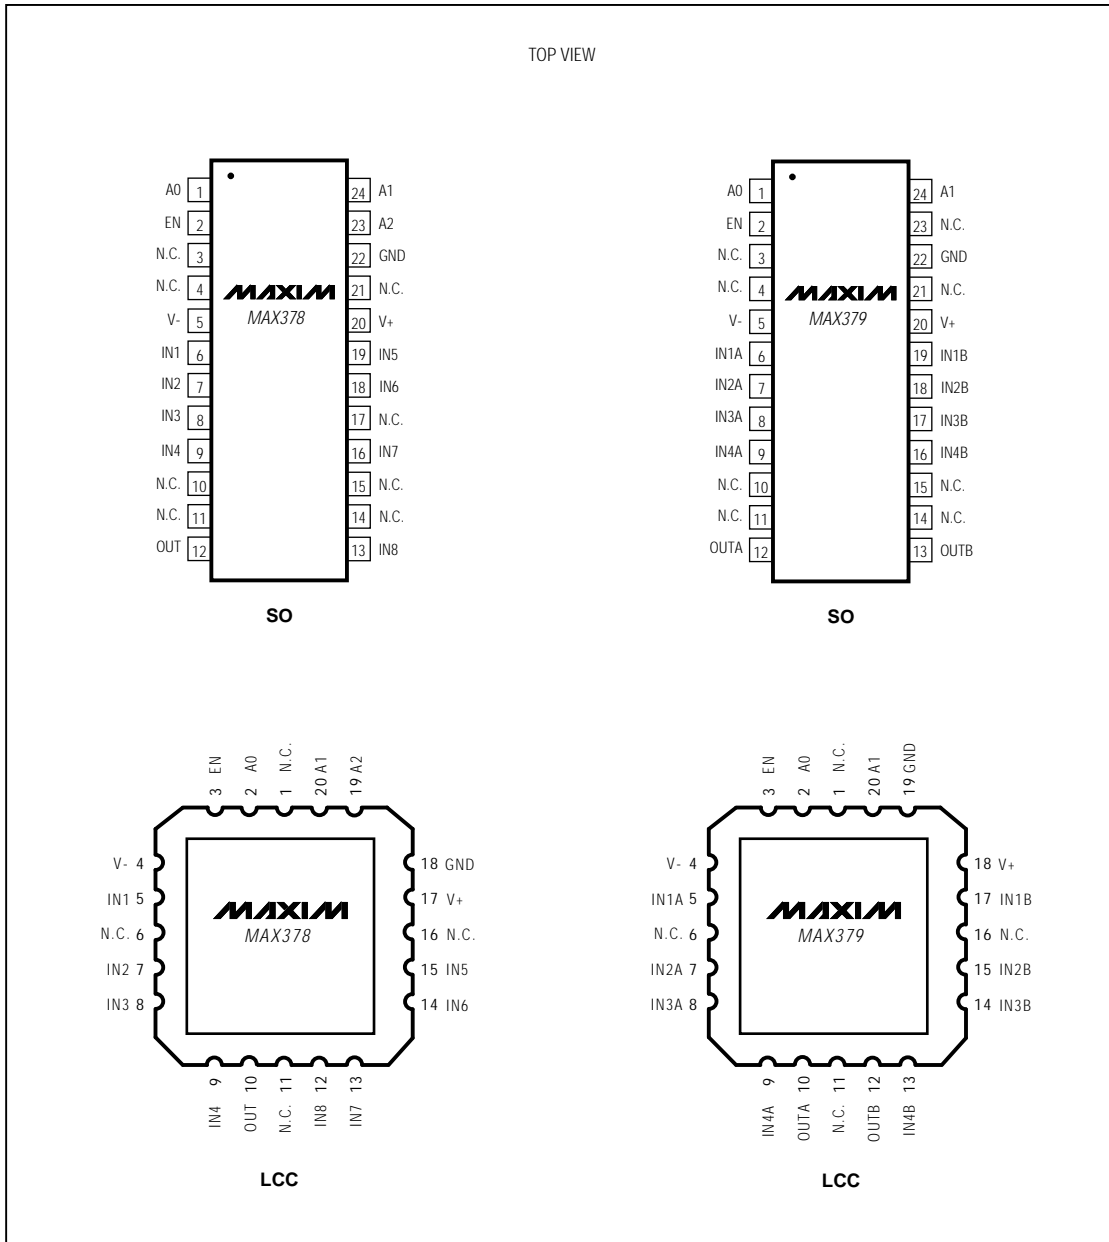 TOP VIEW
A0 1 24 A1
EN 2 23 A2
N.C. 3 22 GND
N.C. 4 21 N.C.
MAXIM
MAX378
V- 5 20 V+
IN1 6 19 IN5
IN2 7 18 IN6
IN3 8 17 N.C.
IN4 9 16 IN7
N.C. 10 15 N.C.
N.C. 11 14 N.C.
OUT 12 13 IN8
SO
A0 1 24 A1
EN 2 23 N.C.
N.C. 3 22 GND
N.C. 4 21 N.C.
MAXIM
MAX379
V- 5 20 V+
IN1A 6 19 IN1B
IN2A 7 18 IN2B
IN3A 8 17 IN3B
IN4A 9 16 IN4B
N.C. 10 15 N.C.
N.C. 11 14 N.C.
OUTA 12 13 OUTB
SO
3 EN
2 A0
1 N.C.
20 A1
19 A2
V- 4 18 GND
IN1 5 17 V+
MAXIM
MAX378
N.C. 6 16 N.C.
IN2 7 15 IN5
IN3 8 14 IN6
IN4 9
OUT 10
N.C. 11
IN8 12
IN7 13
LCC
3 EN
2 A0
1 N.C.
20 A1
19 GND
V- 4 18 V+
IN1A 5 17 IN1B
MAXIM
MAX379
N.C. 6 16 N.C.
IN2A 7 15 IN2B
IN3A 8 14 IN3B
IN4A 9
OUTA 10
N.C. 11
OUTB 12
IN4B 13
LCC